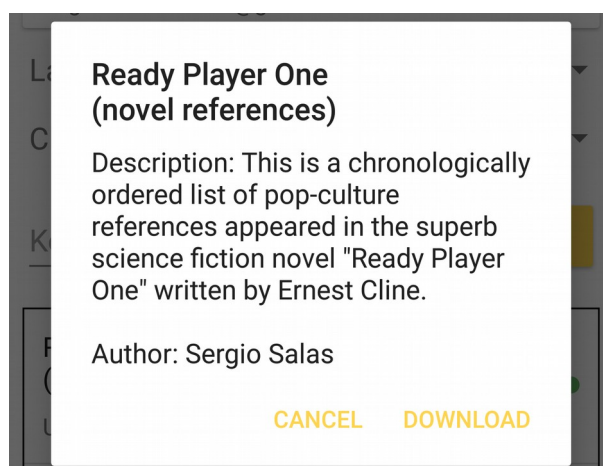 Ready Player One
(novel references)
Description: This is a chronologically
ordered list of pop-culture
references appeared in the superb
science fiction novel "Ready Player
One" written by Ernest Cline.
Author: Sergio Salas
CANCEL DOWNLOAD